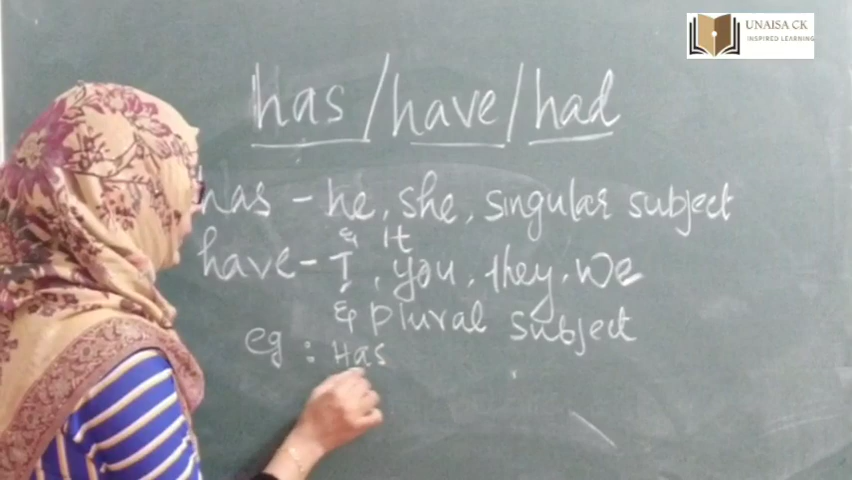 UNAISA CK
INSPIRED LEARNING
has/have/had
has - he, she, singular subject
& it
have - I, you, they, we
& plural subject
eg : Has